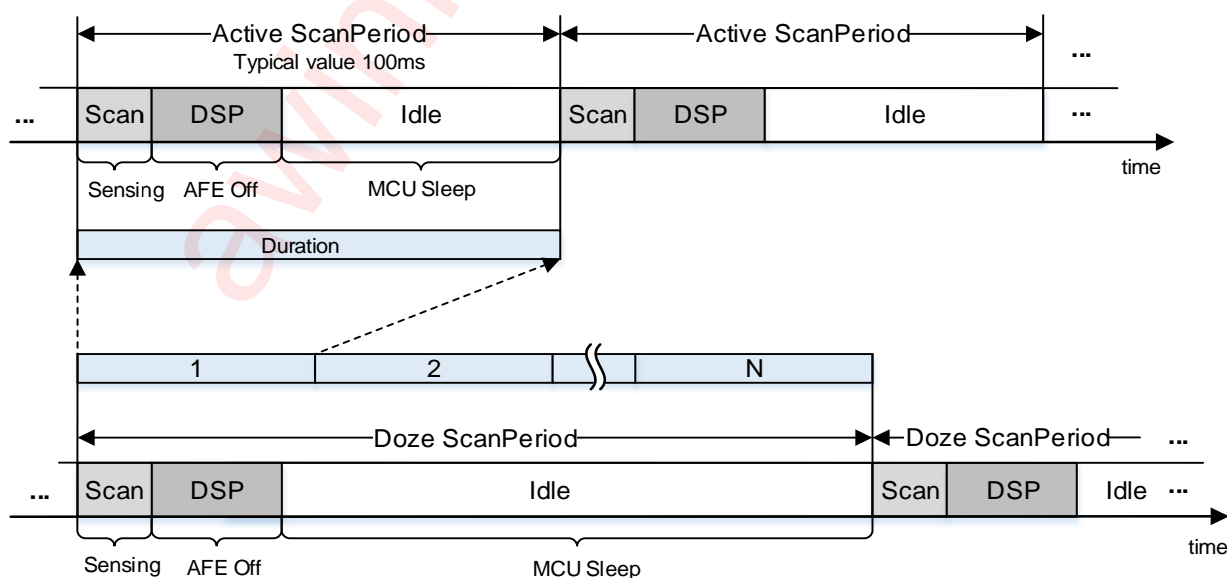 Active ScanPeriod Active ScanPeriod
Typical value 100ms ...
... Scan DSP Idle Scan DSP Idle ...
time
Sensing AFE Off MCU Sleep
Duration
1 2 N
Doze ScanPeriod Doze ScanPeriod ...
... Scan DSP Idle Scan DSP Idle ...
time
Sensing AFE Off MCU Sleep